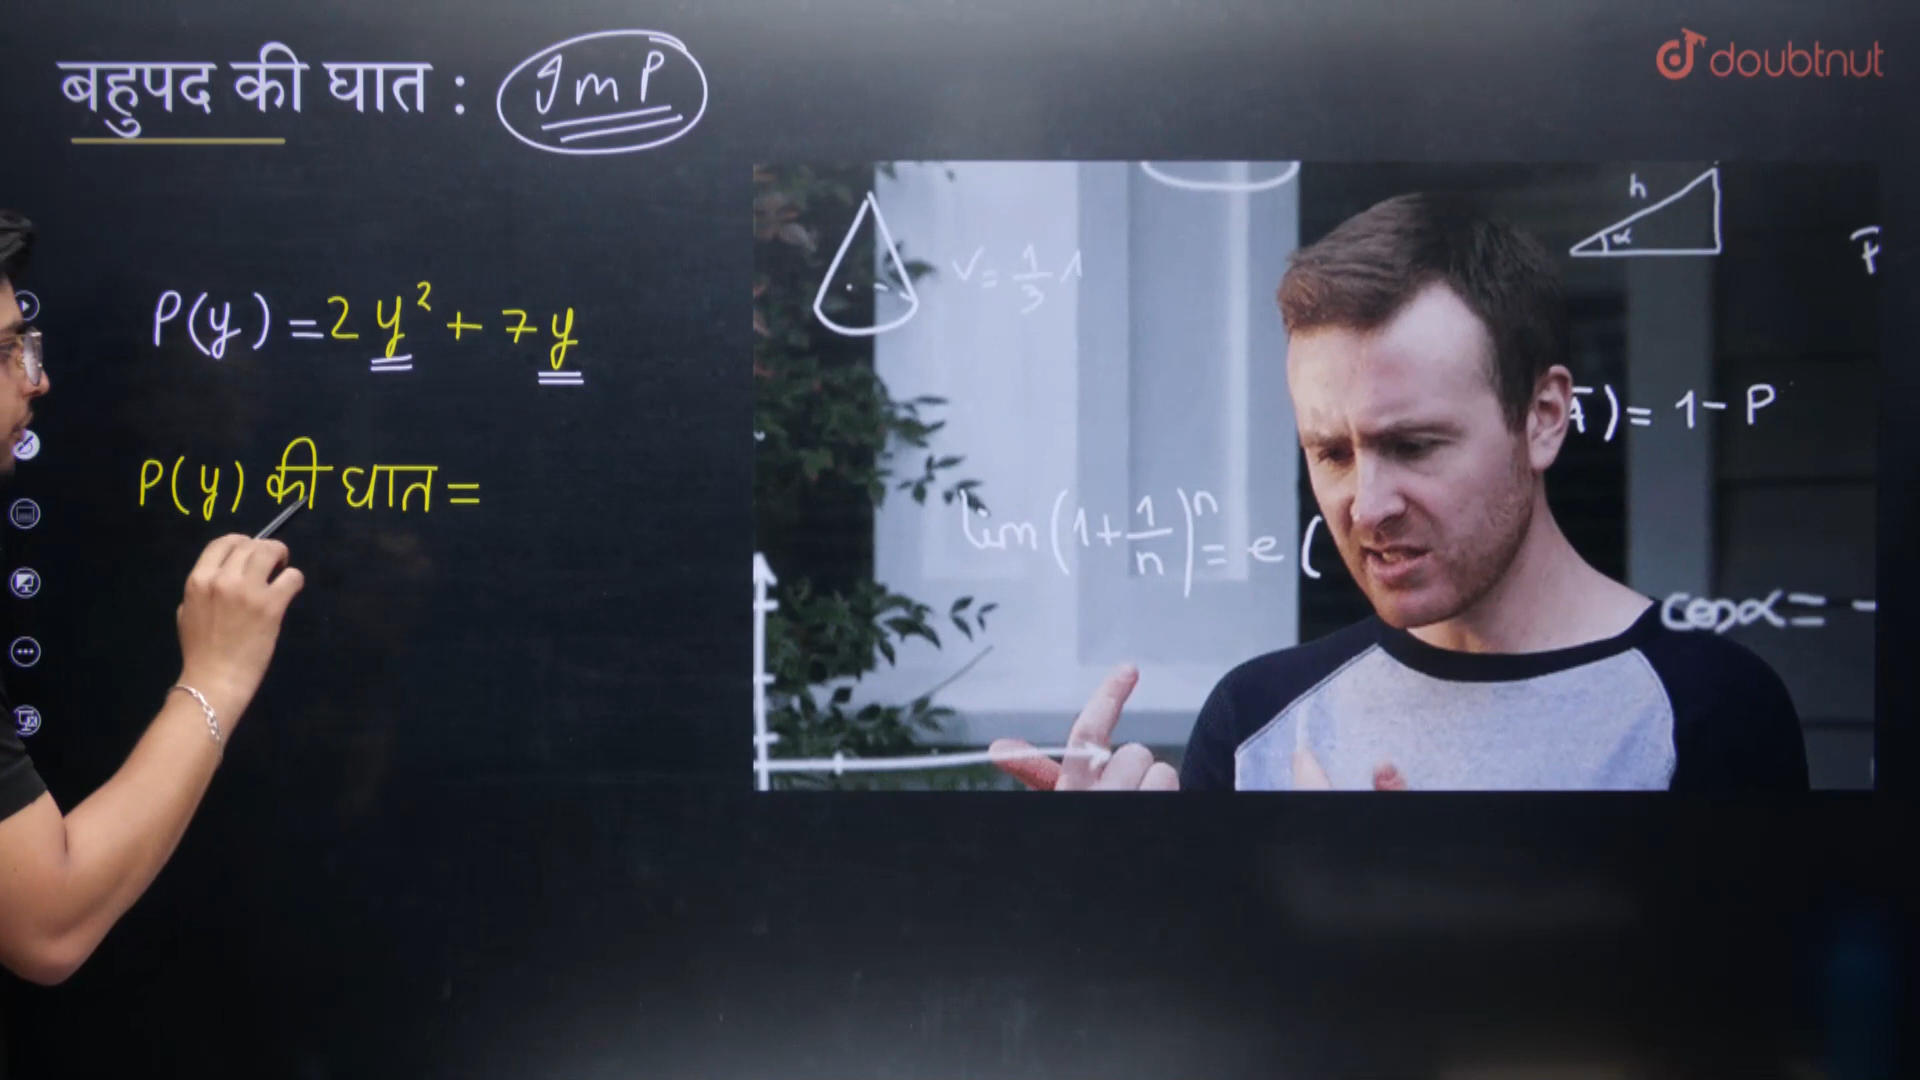 बहुपद की घात : Imp
doubtnut
P(y) = 2y² + 7y
P(y) की घात =
V = 1/3
h
α
) = 1 - P
lim (1 + 1/n)ⁿ = e (
cosα = -